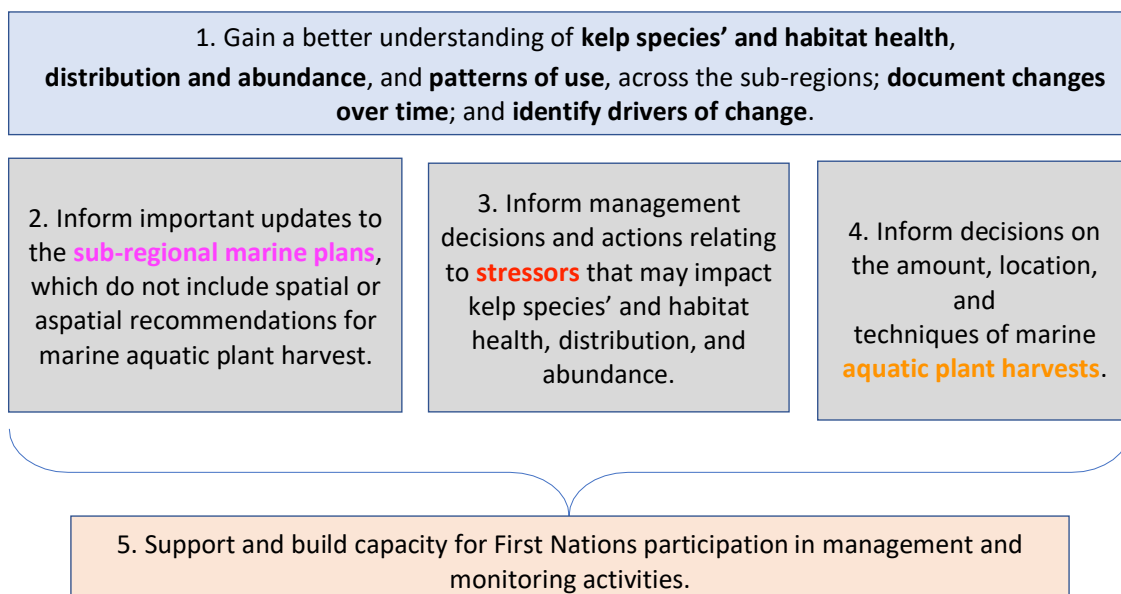 1. Gain a better understanding of kelp species’ and habitat health,
distribution and abundance, and patterns of use, across the sub-regions; document changes
over time; and identify drivers of change.
2. Inform important updates to
the sub-regional marine plans,
which do not include spatial or
aspatial recommendations for
marine aquatic plant harvest.
3. Inform management
decisions and actions relating
to stressors that may impact
kelp species’ and habitat
health, distribution, and
abundance.
4. Inform decisions on
the amount, location,
and
techniques of marine
aquatic plant harvests.
5. Support and build capacity for First Nations participation in management and
monitoring activities.